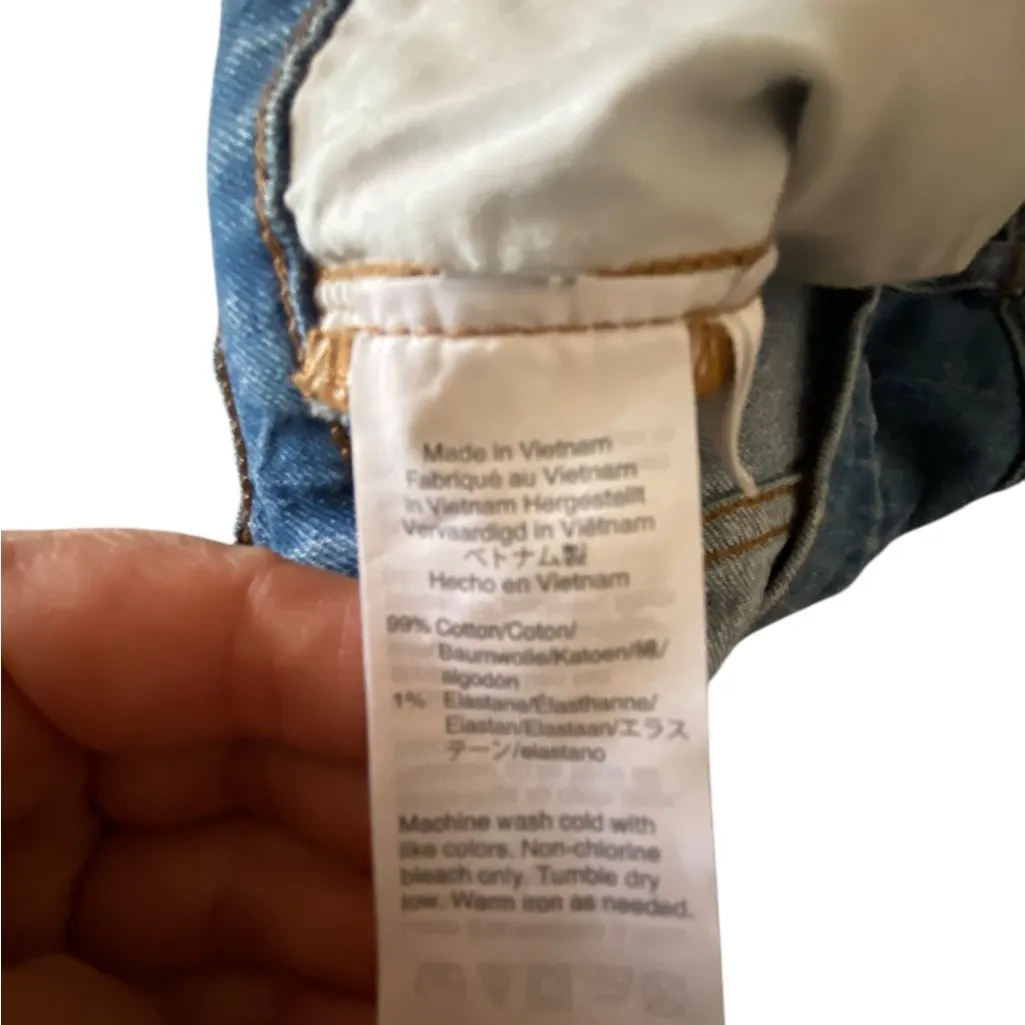 Made in Vietnam
Fabriqué au Vietnam
in Vietnam Hergestellt
Vervaardigd in Viëtnam
ベトナム製
Hecho en Vietnam
99% Cotton/Coton/
Baumwolle/Katoen/綿/
algodón
1% Elastane/Élasthanne/
Elastan/Elastaan/エラス
テーン/elastano
Machine wash cold with
like colors. Non-chlorine
bleach only. Tumble dry
low. Warm iron as needed.